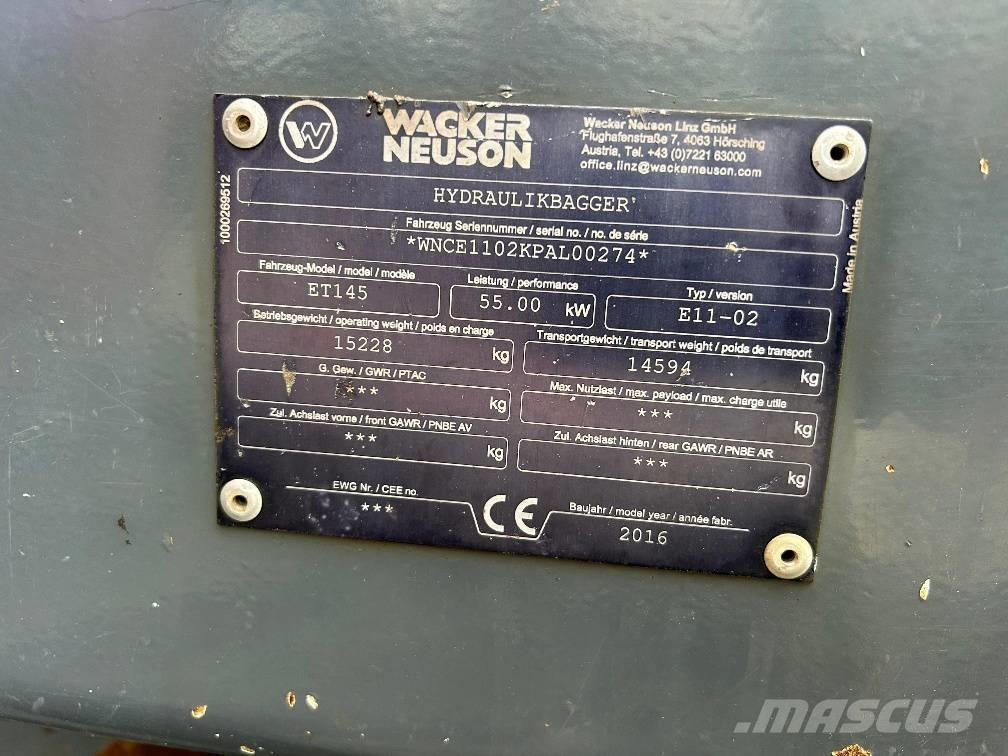 WACKER
NEUSON
Wacker Neuson Linz GmbH
Flughafenstraße 7, 4063 Hörsching
Austria, Tel. +43 (0)7221 63000
office.linz@wackerneuson.com
1000269512
HYDRAULIKBAGGER
Fahrzeug Seriennummer / serial no. / no. de série
*WNCE1102KPAL00274*
Made in Austria
Fahrzeug-Model / model / modèle
ET145
Leistung / performance
55.00 kW
Typ / version
E11-02
Betriebsgewicht / operating weight / poids en charge
15228 kg
Transportgewicht / transport weight / poids de transport
14594 kg
G. Gew. / GWR / PTAC
*** kg
Max. Nutzlast / max. payload / max. charge utile
*** kg
Zul. Achslast vorne / front GAWR / PNBE AV
*** kg
Zul. Achslast hinten / rear GAWR / PNBE AR
*** kg
EWG Nr. / CEE no.
***
CE
Baujahr / model year / année fabr.
2016
MASCUS